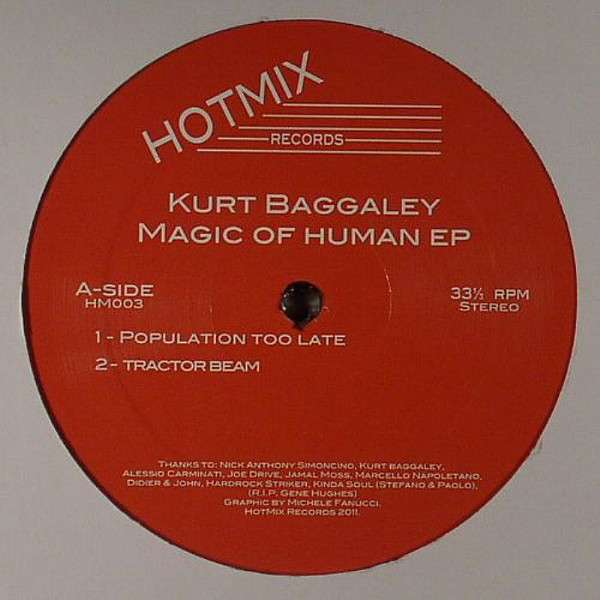 HOTMIX
RECORDS
KURT BAGGALEY
MAGIC OF HUMAN EP
A-SIDE
HM003
33⅓ RPM
STEREO
1 - POPULATION TOO LATE
2 - TRACTOR BEAM
THANKS TO: NICK ANTHONY SIMONCINO, KURT BAGGALEY,
ALESSIO CARMINATI, JOE DRIVE, JAMAL MOSS, MARCELLO NAPOLETANO,
DIDIER & JOHN, HARDROCK STRIKER, KINDA SOUL (STEFANO & PAOLO),
(R.I.P. GENE HUGHES)
GRAPHIC BY MICHELE FANUCCI,
HOTMIX RECORDS 2011.